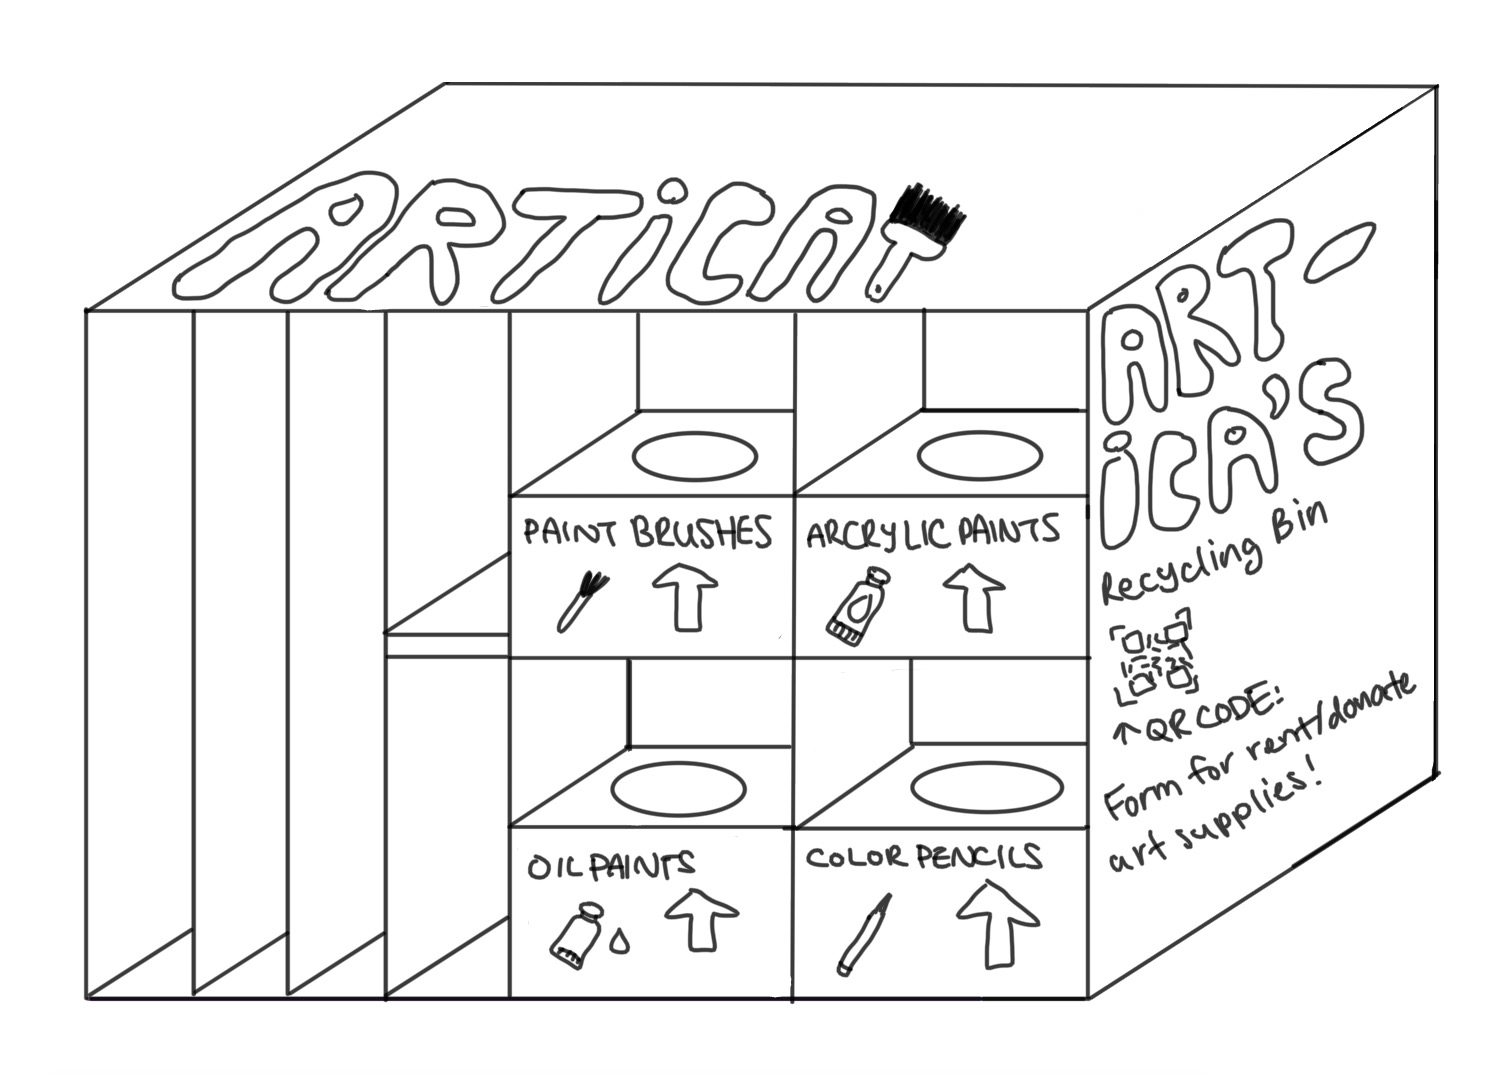 ARTiCA
ART-
iCA'S
Recycling Bin
↑ QR CODE:
Form for rent/donate
art supplies!
PAINT BRUSHES
ARCRYLIC PAINTS
OIL PAINTS
COLOR PENCILS